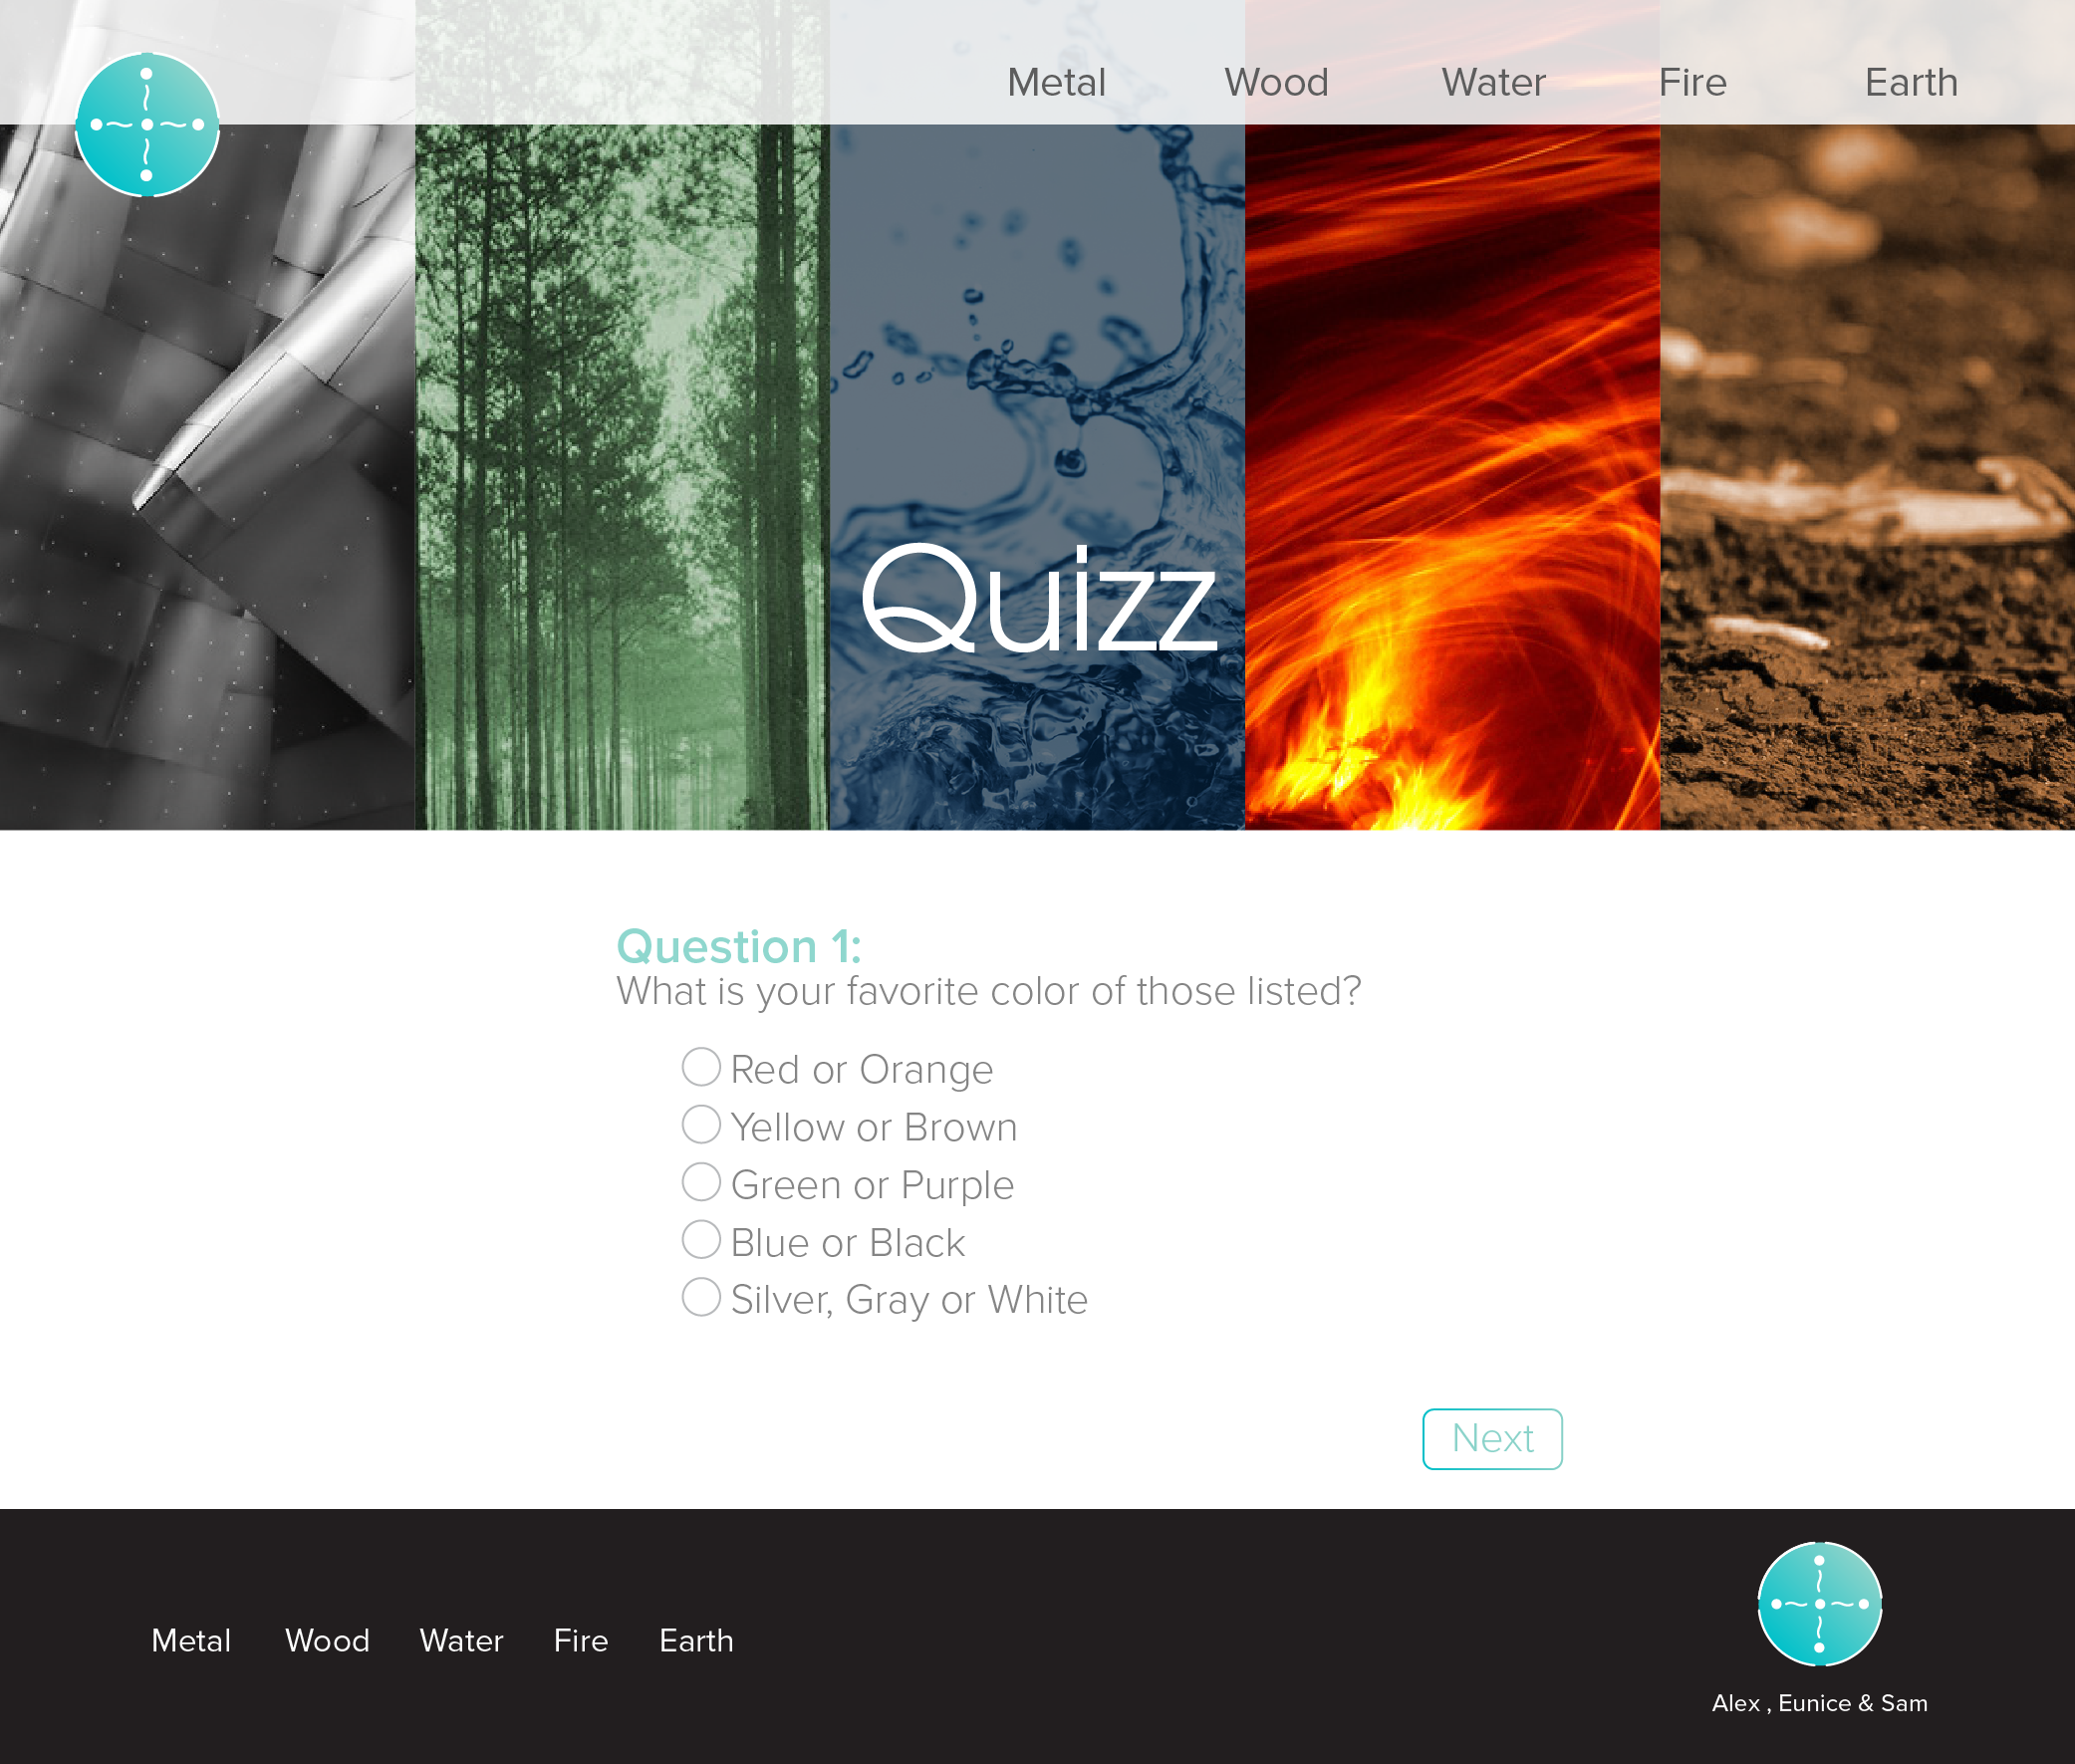 Metal Wood Water Fire Earth
Quizz
Question 1:
What is your favorite color of those listed?
Red or Orange
Yellow or Brown
Green or Purple
Blue or Black
Silver, Gray or White
Next
Metal Wood Water Fire Earth
Alex , Eunice & Sam